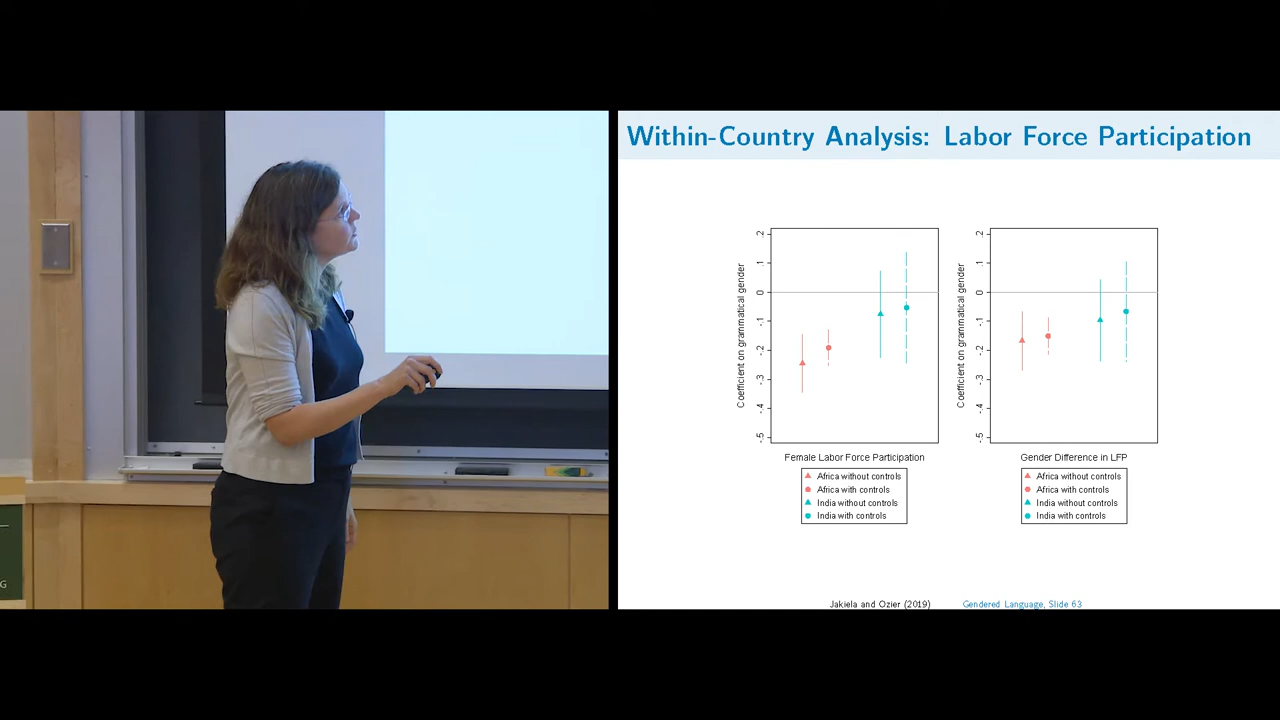 Within-Country Analysis: Labor Force Participation
Coefficient on grammatical gender
.2
.1
0
-.1
-.2
-.3
-.4
-.5
Female Labor Force Participation
Africa without controls
Africa with controls
India without controls
India with controls
Coefficient on grammatical gender
.2
.1
0
-.1
-.2
-.3
-.4
-.5
Gender Difference in LFP
Africa without controls
Africa with controls
India without controls
India with controls
Jakiela and Ozier (2019) Gendered Language, Slide 63
G